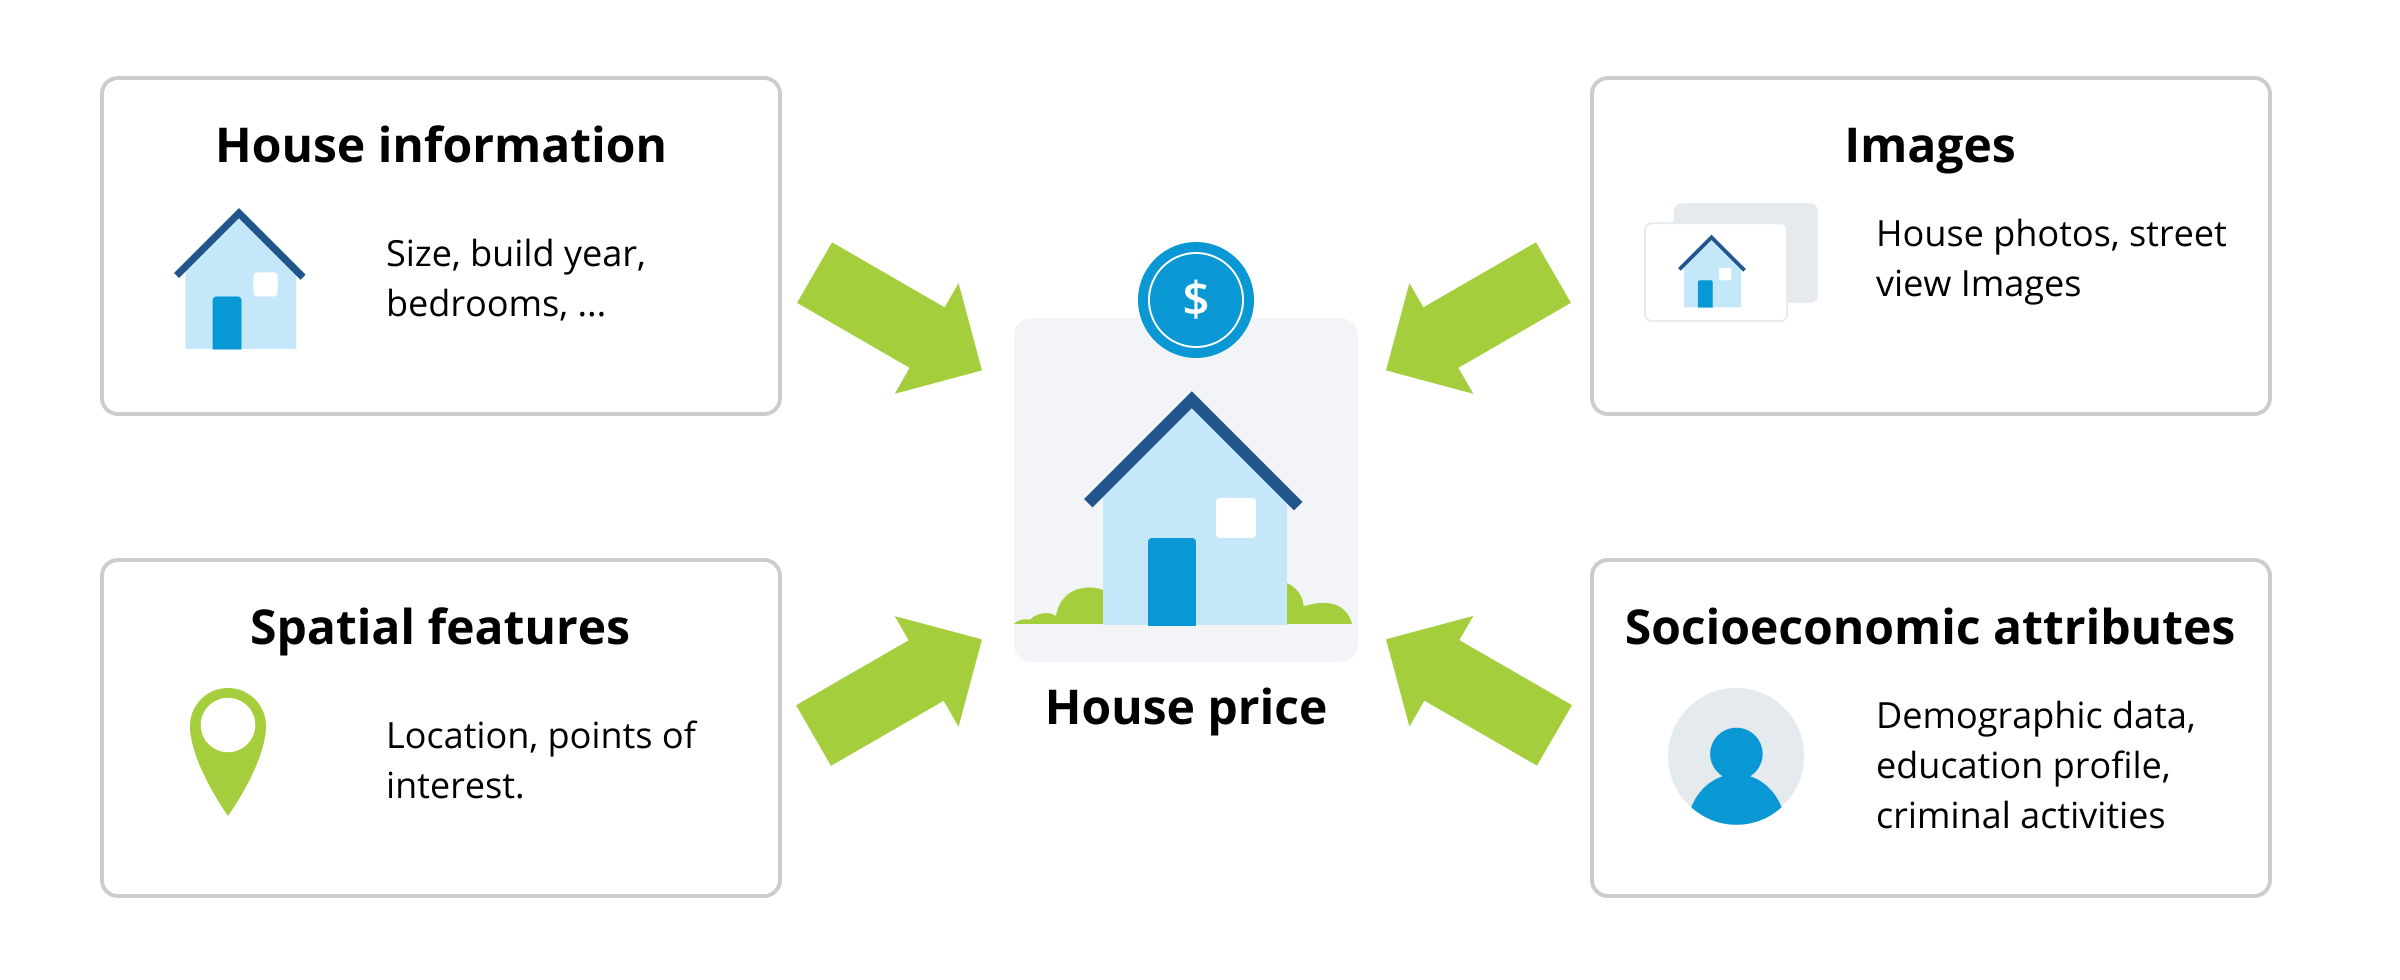 House information
Size, build year,
bedrooms, ...
Images
House photos, street
view Images
$
House price
Spatial features
Location, points of
interest.
Socioeconomic attributes
Demographic data,
education profile,
criminal activities